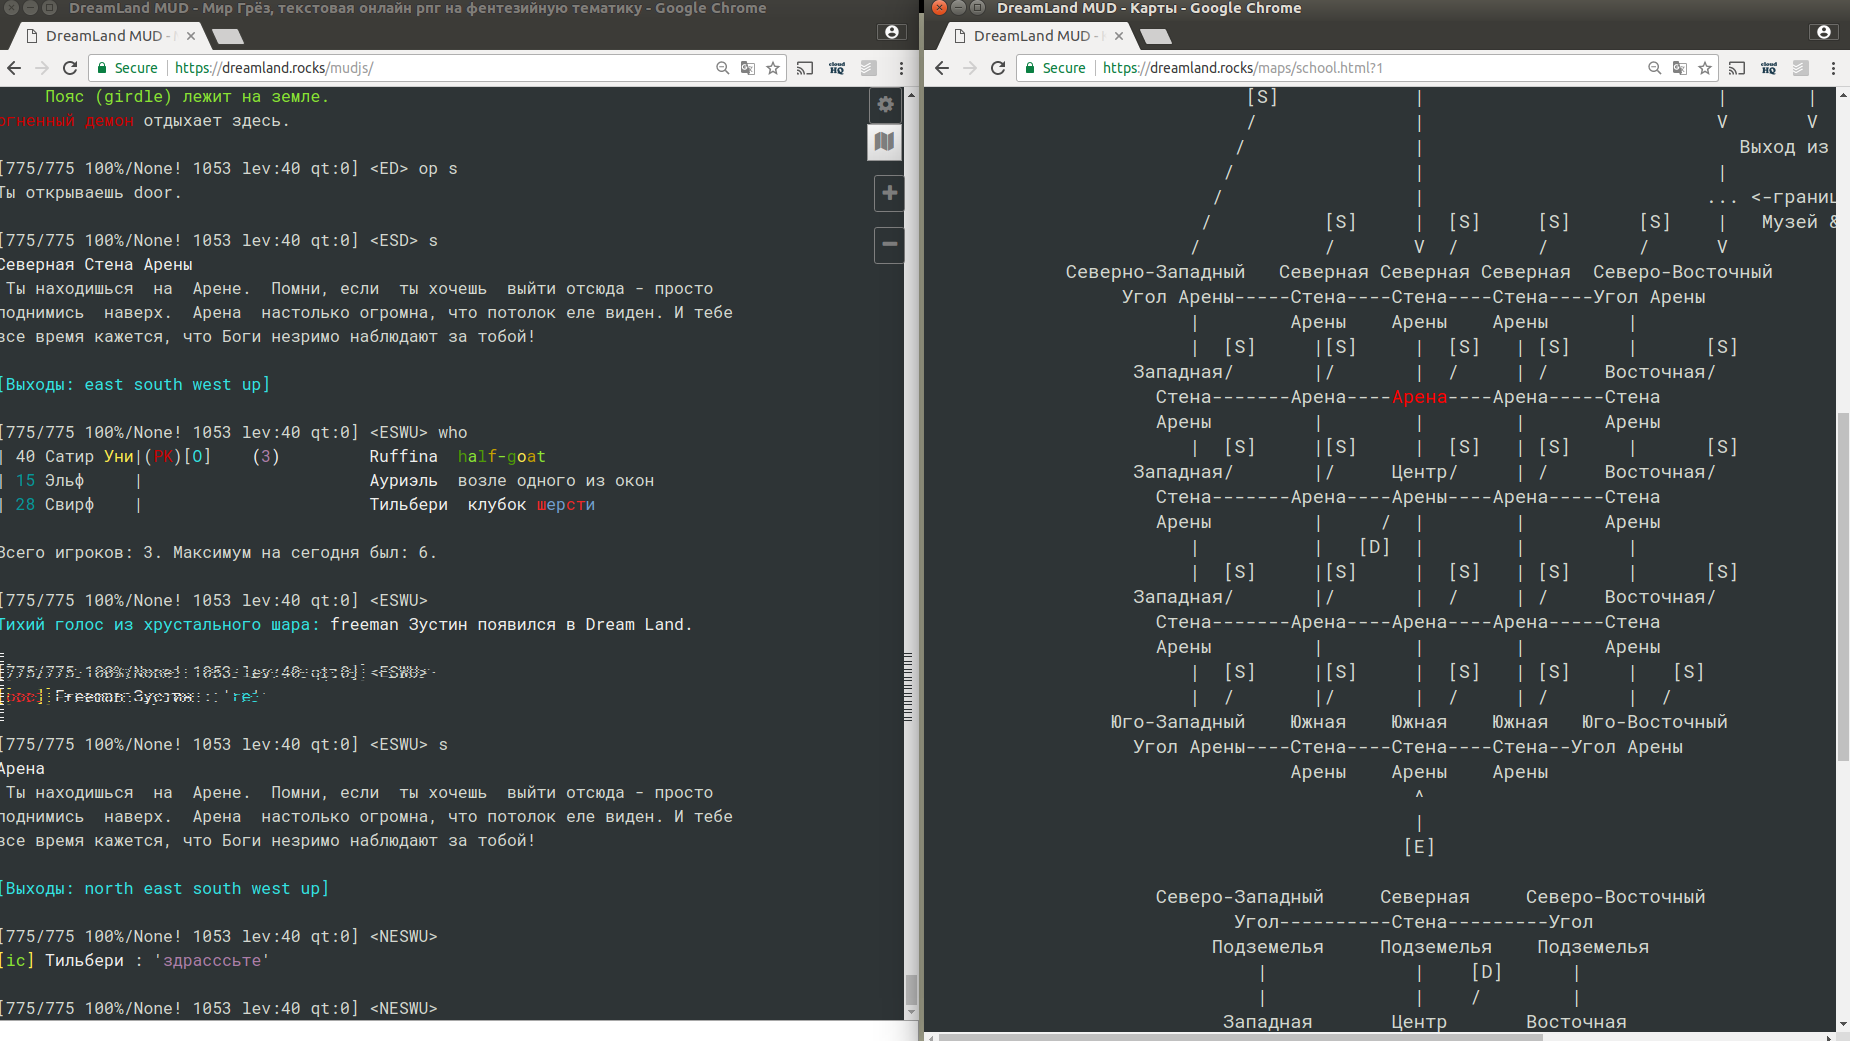 DreamLand MUD - Мир Грёз, текстовая онлайн рпг на фентезийную тематику - Google Chrome
DreamLand MUD -
Secure | https://dreamland.rocks/mudjs/
Пояс (girdle) лежит на земле.
огненный демон отдыхает здесь.
[775/775 100%/None! 1053 lev:40 qt:0] <ED> op s
Ты открываешь door.
[775/775 100%/None! 1053 lev:40 qt:0] <ESD> s
Северная Стена Арены
Ты находишься на Арене. Помни, если ты хочешь выйти отсюда - просто
поднимись наверх. Арена настолько огромна, что потолок еле виден. И тебе
все время кажется, что Боги незримо наблюдают за тобой!
[Выходы: east south west up]
[775/775 100%/None! 1053 lev:40 qt:0] <ESWU> who
| 40 Сатир Уни|(PK)[O] (3) Ruffina half-goat
| 15 Эльф | Ауриэль возле одного из окон
| 28 Свирф | Тильбери клубок шерсти
Всего игроков: 3. Максимум на сегодня был: 6.
[775/775 100%/None! 1053 lev:40 qt:0] <ESWU>
Тихий голос из хрустального шара: freeman Зустин появился в Dream Land.
[775/775 100%/None! 1053 lev:40 qt:0] <ESWU>
Freeman Зустин : 're'
[775/775 100%/None! 1053 lev:40 qt:0] <ESWU> s
Арена
Ты находишься на Арене. Помни, если ты хочешь выйти отсюда - просто
поднимись наверх. Арена настолько огромна, что потолок еле виден. И тебе
все время кажется, что Боги незримо наблюдают за тобой!
[Выходы: north east south west up]
[775/775 100%/None! 1053 lev:40 qt:0] <NESWU>
[ic] Тильбери : 'здрасссьте'
[775/775 100%/None! 1053 lev:40 qt:0] <NESWU>
DreamLand MUD - Карты - Google Chrome
DreamLand MUD -
Secure | https://dreamland.rocks/maps/school.html?1
[S] | | |
/ | V V
/ | Выход из
/ | |
/ | ... <-границ
/ [S] | [S] [S] [S] | Музей &
/ / V / / / V
Северно-Западный Северная Северная Северная Северо-Восточный
Угол Арены-----Стена----Стена----Стена----Угол Арены
| Арены Арены Арены |
| [S] |[S] | [S] | [S] | [S]
Западная/ |/ | / | / Восточная/
Стена-------Арена----Арена----Арена-----Стена
Арены | | | Арены
[S] |[S] [S] | [S] [S]
Западная/ |/ Центр/ | Восточная/
Стена-------Арена----Арены----Арена-----Стена
Арены | / | | Арены
| | [D] | | |
| [S] |[S] | [S] | [S] | [S]
Западная/ |/ | / | / Восточная/
Стена-------Арена----Арена----Арена-----Стена
Арены | | | Арены
| [S] |[S] | [S] | [S] | [S]
| / |/ | / | / | /
Юго-Западный Южная Южная Южная Юго-Восточный
Угол Арены----Стена----Стена----Стена--Угол Арены
Арены Арены Арены
^
|
[E]
Северо-Западный Северная Северо-Восточный
Угол----------Стена---------Угол
Подземелья Подземелья Подземелья
| | [D] |
| | / |
Западная Центр Восточная